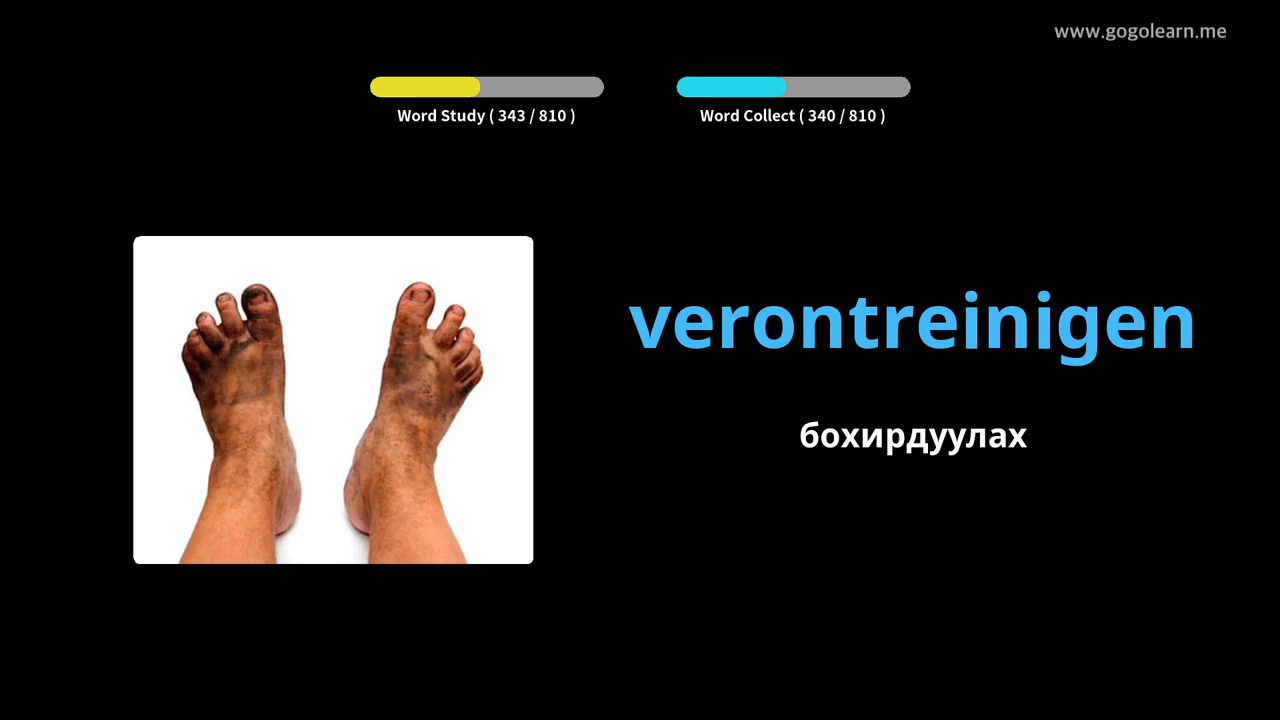 www.gogolearn.me
Word Study ( 343 / 810 )
Word Collect ( 340 / 810 )
verontreinigen
бохирдуулах